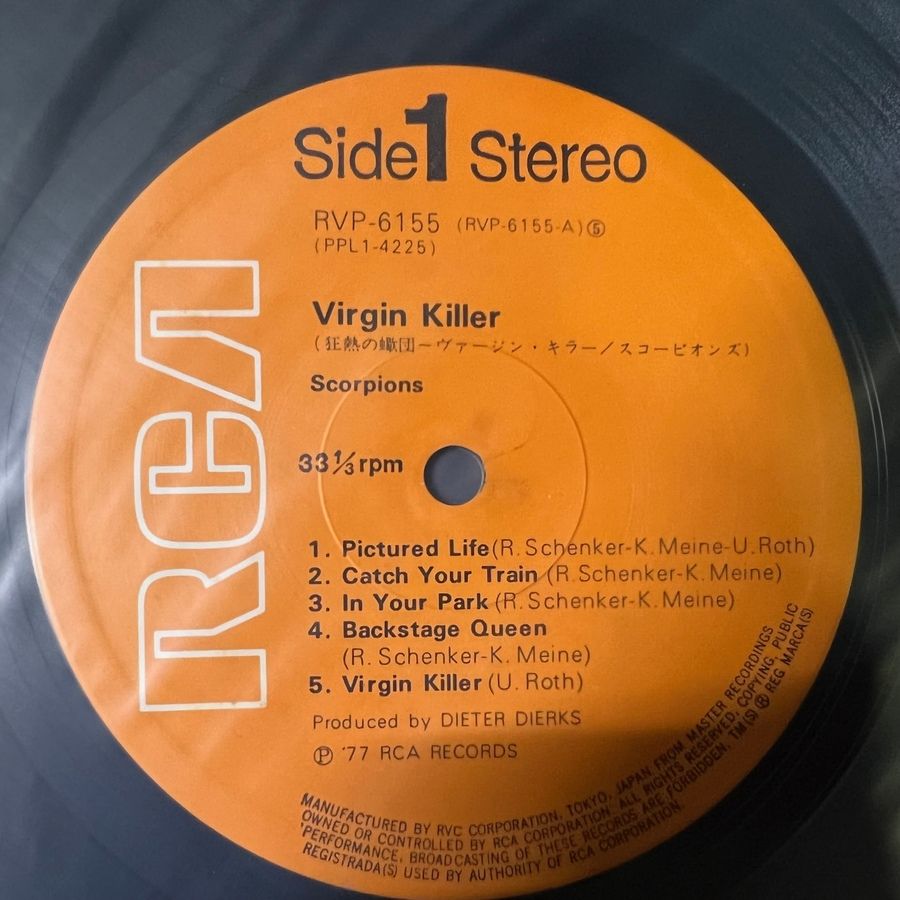 Side 1 Stereo
RVP-6155 (RVP-6155-A)⑤
(PPL1-4225)
RCA
Virgin Killer
(狂熱の蠍団〜ヴァージン・キラー/スコーピオンズ)
Scorpions
33⅓rpm
1. Pictured Life(R.Schenker-K.Meine-U.Roth)
2. Catch Your Train (R.Schenker-K.Meine)
3. In Your Park (R.Schenker-K.Meine)
4. Backstage Queen
(R. Schenker-K. Meine)
5. Virgin Killer (U. Roth)
Produced by DIETER DIERKS
Ⓟ '77 RCA RECORDS
MANUFACTURED BY RVC CORPORATION, TOKYO, JAPAN, FROM MASTER RECORDINGS
OWNED OR CONTROLLED BY RCA CORPORATION. ALL RIGHTS RESERVED, COPYING, PUBLIC
PERFORMANCE, BROADCASTING OF THESE RECORDS ARE FORBIDDEN. TM(S) ® REG MARCA(S)
REGISTRADA(S) USED BY AUTHORITY OF RCA CORPORATION.